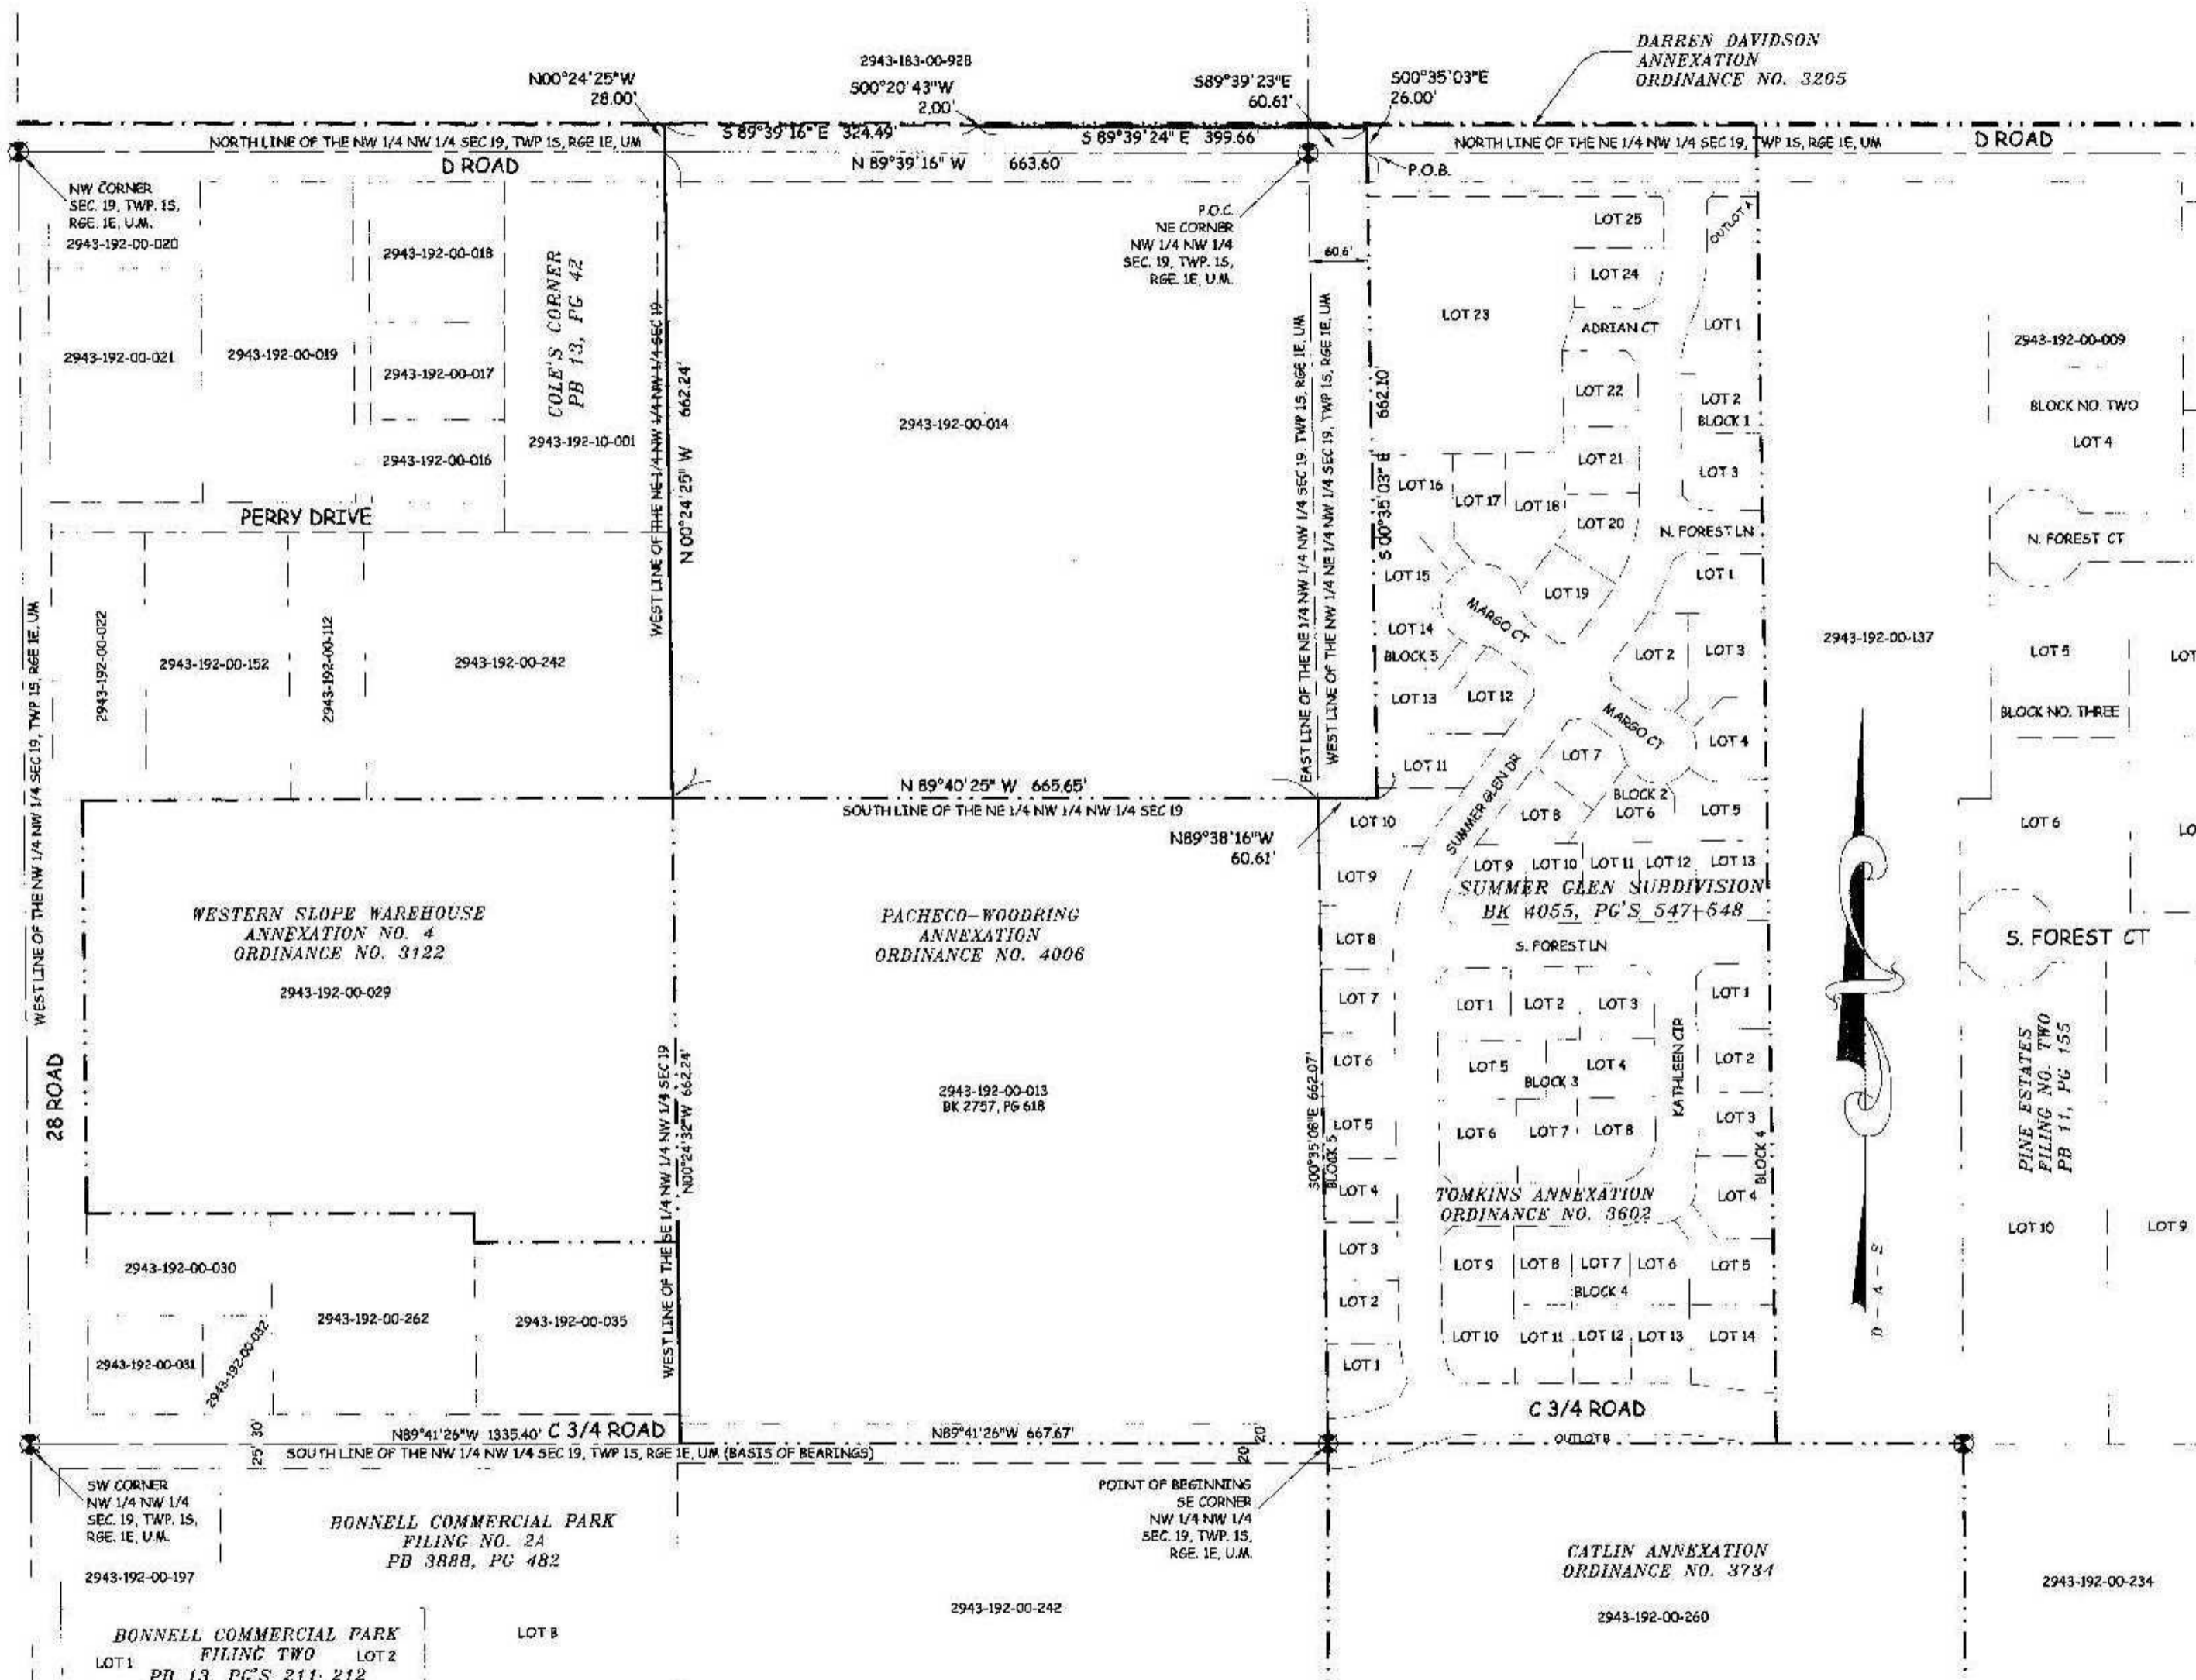 DARREN DAVIDSON
ANNEXATION
ORDINANCE NO. 3205
2943-183-00-928
N00°24'25"W
28.00'
S00°20'43"W
2.00'
S89°39'23"E
60.61'
S00°35'03"E
26.00'
S 89°39'16" E 324.49'
S 89°39'24" E 399.66'
NORTH LINE OF THE NW 1/4 NW 1/4 SEC 19, TWP 1S, RGE 1E, UM
NORTH LINE OF THE NE 1/4 NW 1/4 SEC 19, TWP 1S, RGE 1E, UM
D ROAD
D ROAD
N 89°39'16" W 663.60'
P.O.B.
NW CORNER
SEC. 19, TWP. 1S,
RGE. 1E, U.M.
2943-192-00-020
P.O.C.
NE CORNER
NW 1/4 NW 1/4
SEC. 19, TWP. 1S,
RGE. 1E, U.M.
60.6'
2943-192-00-018
COLE'S CORNER
PB 13, PG 42
2943-192-00-021
2943-192-00-019
2943-192-00-017
2943-192-00-016
2943-192-10-001
2943-192-00-014
WEST LINE OF THE NE 1/4 NW 1/4 NW 1/4 SEC 19
N 00°24'25" W 662.24'
EAST LINE OF THE NE 1/4 NW 1/4 NW 1/4 SEC 19, TWP 1S, RGE 1E, UM
WEST LINE OF THE NW 1/4 NE 1/4 NW 1/4 SEC 19, TWP 1S, RGE 1E, UM
S 00°35'03" E 662.10'
LOT 25
OUTLOT A
LOT 24
LOT 23
ADRIAN CT
LOT 1
LOT 22
LOT 2
BLOCK 1
LOT 21
LOT 3
LOT 16
LOT 17
LOT 18
LOT 20
N. FOREST LN
LOT 15
LOT 19
LOT 1
MARGO CT
LOT 14
BLOCK 5
LOT 2
LOT 3
LOT 13
LOT 12
MARGO CT
LOT 7
LOT 4
LOT 11
SUMMER GLEN DR
BLOCK 2
LOT 8
LOT 6
LOT 5
2943-192-00-009
BLOCK NO. TWO
LOT 4
N. FOREST CT
2943-192-00-137
LOT 5
LOT
BLOCK NO. THREE
LOT 6
LO
PERRY DRIVE
2943-192-00-022
2943-192-00-152
2943-192-00-112
2943-192-00-242
WEST LINE OF THE NW 1/4 NW 1/4 SEC 19, TWP 1S, RGE 1E, UM
N 89°40'25" W 665.65'
SOUTH LINE OF THE NE 1/4 NW 1/4 NW 1/4 SEC 19
N89°38'16"W
60.61'
LOT 10
LOT 9
LOT 9
LOT 10
LOT 11
LOT 12
LOT 13
SUMMER GLEN SUBDIVISION
BK 4055, PG'S 547+548
WESTERN SLOPE WAREHOUSE
ANNEXATION NO. 4
ORDINANCE NO. 3122
2943-192-00-029
PACHECO-WOODRING
ANNEXATION
ORDINANCE NO. 4006
LOT 8
S. FOREST LN
S. FOREST CT
LOT 7
LOT 1
LOT 2
LOT 3
LOT 1
28 ROAD
WEST LINE OF THE SE 1/4 NW 1/4 NW 1/4 SEC 19
N00°24'32"W 662.24'
2943-192-00-013
BK 2757, PG 618
S00°35'08"E 662.07'
BLOCK 5
LOT 6
LOT 5
LOT 4
BLOCK 3
KATHLEEN CIR
LOT 2
LOT 5
LOT 6
LOT 7
LOT 8
LOT 3
BLOCK 4
LOT 4
TOMKINS ANNEXATION
ORDINANCE NO. 3602
LOT 4
PINE ESTATES
FILING NO. TWO
PB 11, PG 155
LOT 10
LOT 9
LOT 3
LOT 9
LOT 8
LOT 7
LOT 6
LOT 5
BLOCK 4
LOT 2
LOT 10
LOT 11
LOT 12
LOT 13
LOT 14
LOT 1
D-A-S
2943-192-00-030
2943-192-00-262
2943-192-00-035
2943-192-00-031
2943-192-00-032
C 3/4 ROAD
OUTLOT B
25' 30'
N89°41'26"W 1335.40'
C 3/4 ROAD
N89°41'26"W 667.67'
SOUTH LINE OF THE NW 1/4 NW 1/4 SEC 19, TWP 1S, RGE 1E, UM (BASIS OF BEARINGS)
20' 20'
SW CORNER
NW 1/4 NW 1/4
SEC. 19, TWP. 1S,
RGE. 1E, U.M.
BONNELL COMMERCIAL PARK
FILING NO. 2A
PB 3888, PG 482
POINT OF BEGINNING
SE CORNER
NW 1/4 NW 1/4
SEC. 19, TWP. 1S,
RGE. 1E, U.M.
CATLIN ANNEXATION
ORDINANCE NO. 3734
2943-192-00-197
2943-192-00-242
2943-192-00-260
2943-192-00-234
BONNELL COMMERCIAL PARK
FILING TWO
LOT 1
LOT 2
PB 13, PG'S 211-212
LOT B